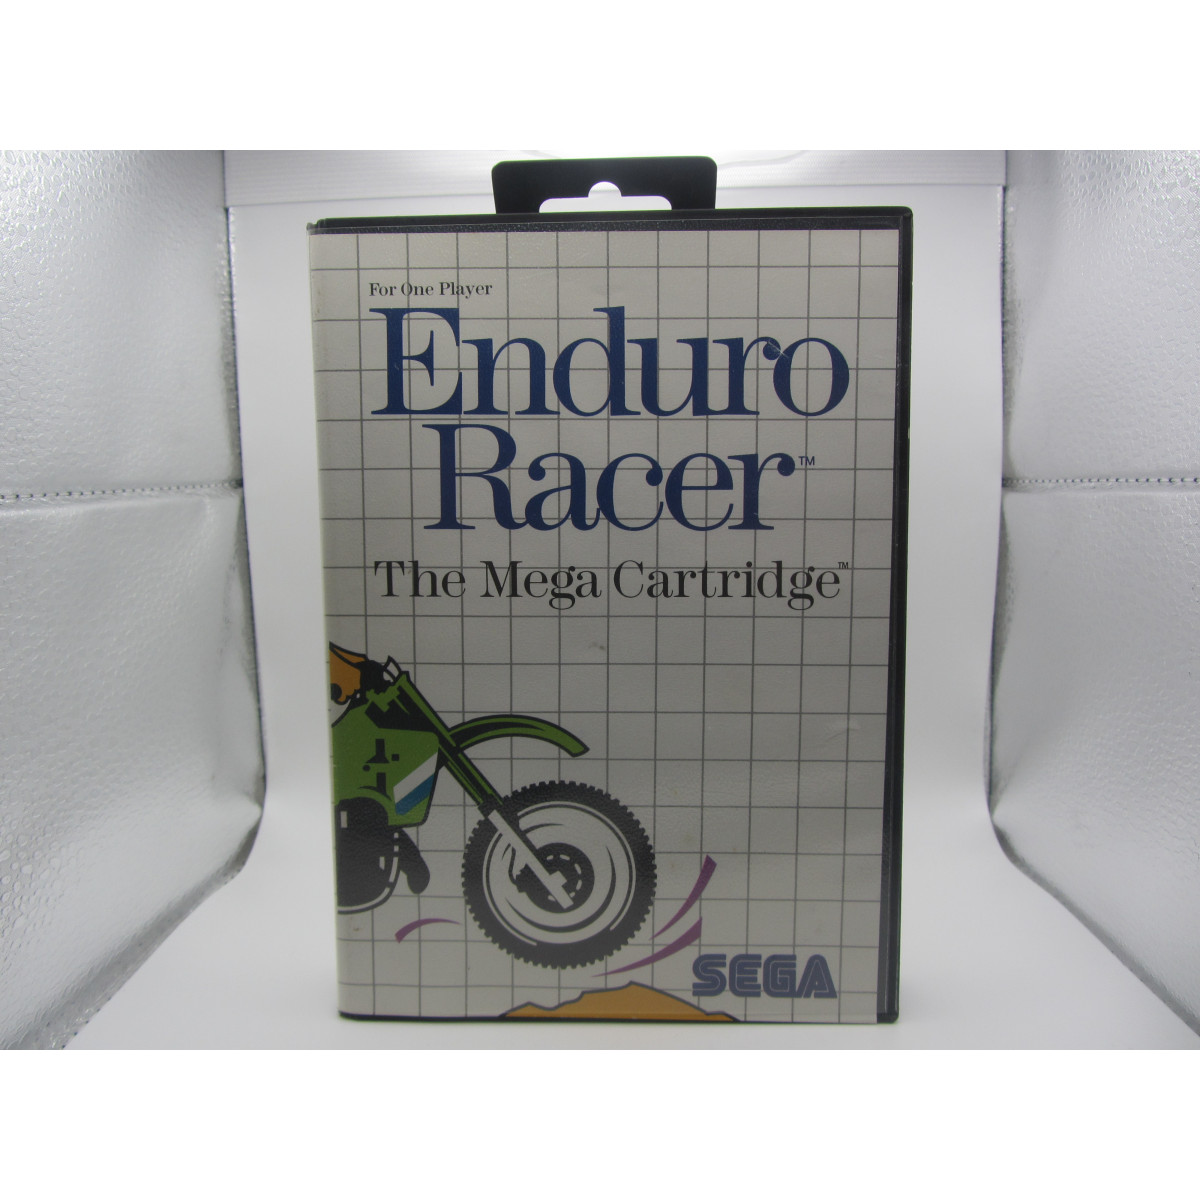 For One Player
Enduro
Racer™
The Mega Cartridge™
SEGA